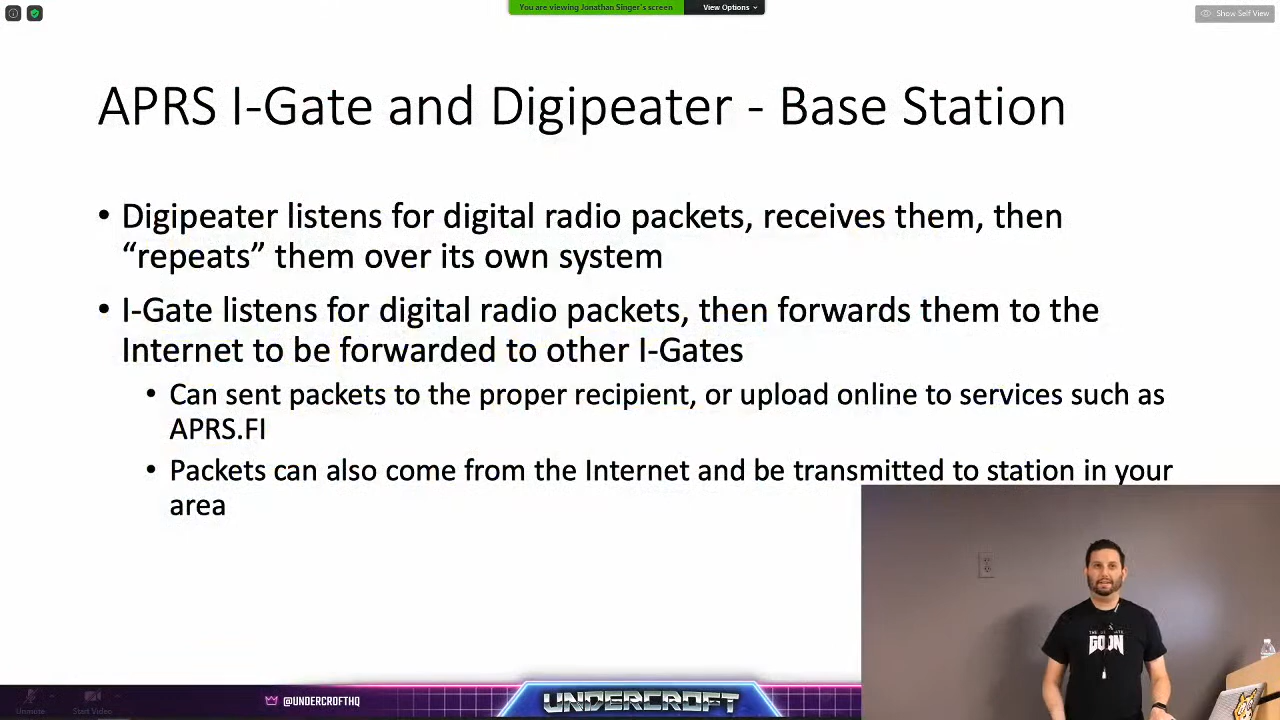 You are viewing Jonathan Singer's screen
View Options
Show Self View
APRS I-Gate and Digipeater - Base Station
• Digipeater listens for digital radio packets, receives them, then
“repeats” them over its own system
• I-Gate listens for digital radio packets, then forwards them to the
Internet to be forwarded to other I-Gates
• Can sent packets to the proper recipient, or upload online to services such as
APRS.FI
• Packets can also come from the Internet and be transmitted to station in your
area
GOON
Unmute
Start Video
@UNDERCROFTHQ
UNDERCROFT